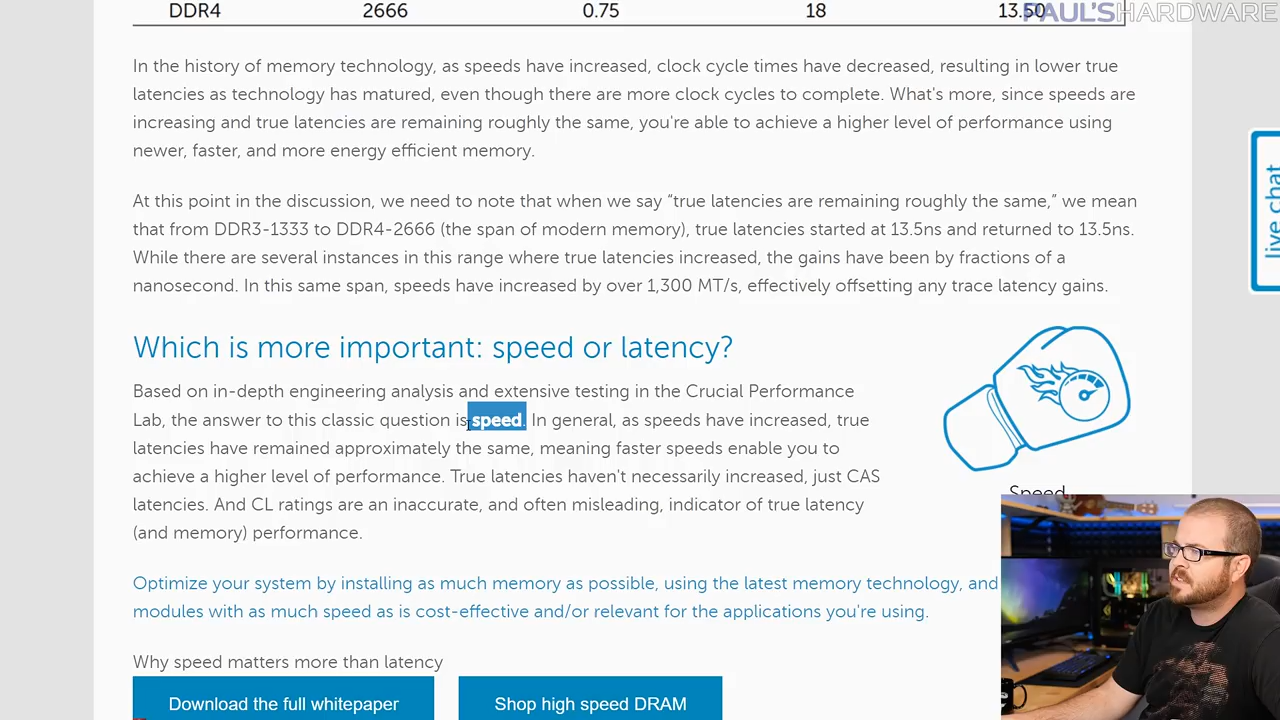 DDR4 2666 0.75 18 13.50
PAUL'SHARDWARE
In the history of memory technology, as speeds have increased, clock cycle times have decreased, resulting in lower true
latencies as technology has matured, even though there are more clock cycles to complete. What's more, since speeds are
increasing and true latencies are remaining roughly the same, you're able to achieve a higher level of performance using
newer, faster, and more energy efficient memory.
live chat
At this point in the discussion, we need to note that when we say “true latencies are remaining roughly the same,” we mean
that from DDR3-1333 to DDR4-2666 (the span of modern memory), true latencies started at 13.5ns and returned to 13.5ns.
While there are several instances in this range where true latencies increased, the gains have been by fractions of a
nanosecond. In this same span, speeds have increased by over 1,300 MT/s, effectively offsetting any trace latency gains.
Which is more important: speed or latency?
Based on in-depth engineering analysis and extensive testing in the Crucial Performance
Lab, the answer to this classic question is speed. In general, as speeds have increased, true
latencies have remained approximately the same, meaning faster speeds enable you to
achieve a higher level of performance. True latencies haven't necessarily increased, just CAS
latencies. And CL ratings are an inaccurate, and often misleading, indicator of true latency
(and memory) performance.
Speed
Optimize your system by installing as much memory as possible, using the latest memory technology, and
modules with as much speed as is cost-effective and/or relevant for the applications you're using.
Why speed matters more than latency
Download the full whitepaper
Shop high speed DRAM